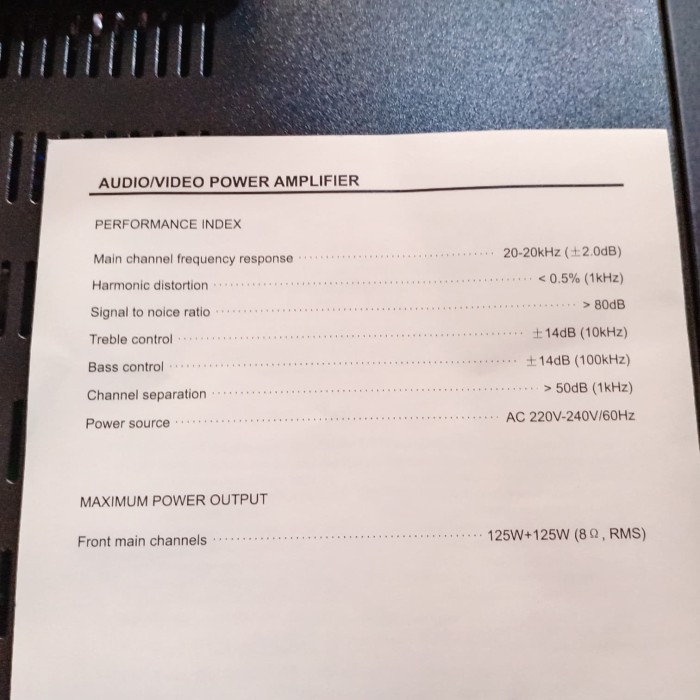 AUDIO/VIDEO POWER AMPLIFIER
PERFORMANCE INDEX
Main channel frequency response ........................ 20-20kHz (±2.0dB)
Harmonic distortion ........................ < 0.5% (1kHz)
Signal to noice ratio ........................ > 80dB
Treble control ........................ ±14dB (10kHz)
Bass control ........................ ±14dB (100kHz)
Channel separation ........................ > 50dB (1kHz)
Power source ........................ AC 220V-240V/60Hz
MAXIMUM POWER OUTPUT
Front main channels ........................ 125W+125W (8 Ω, RMS)